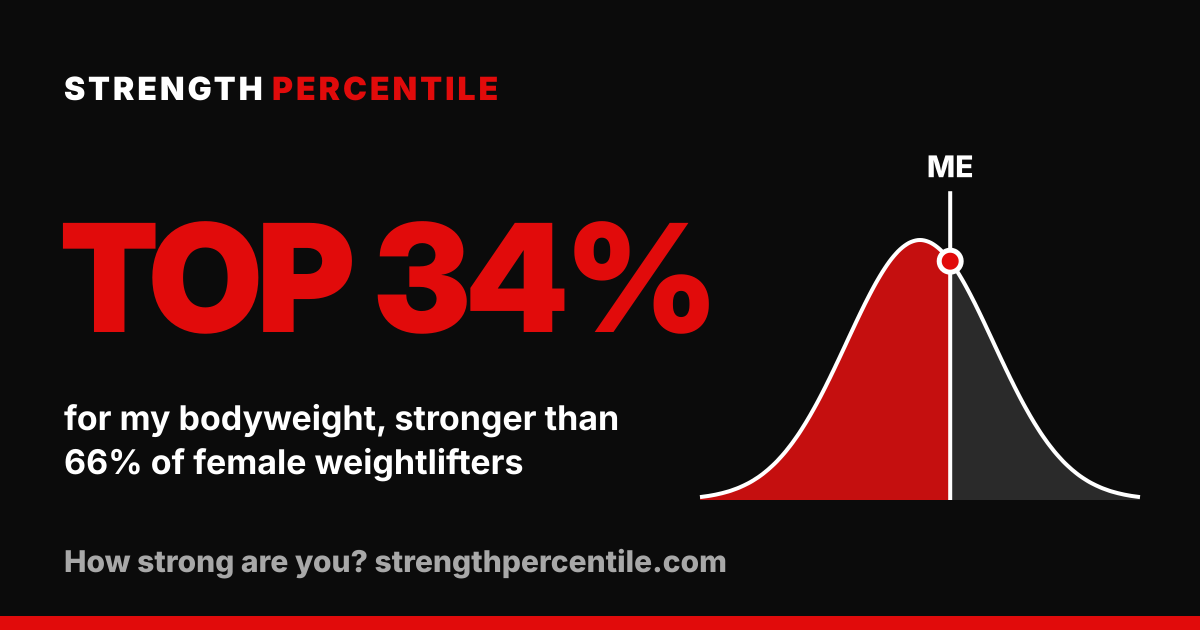 STRENGTH PERCENTILE
ME
TOP 34%
for my bodyweight, stronger than
66% of female weightlifters
How strong are you? strengthpercentile.com